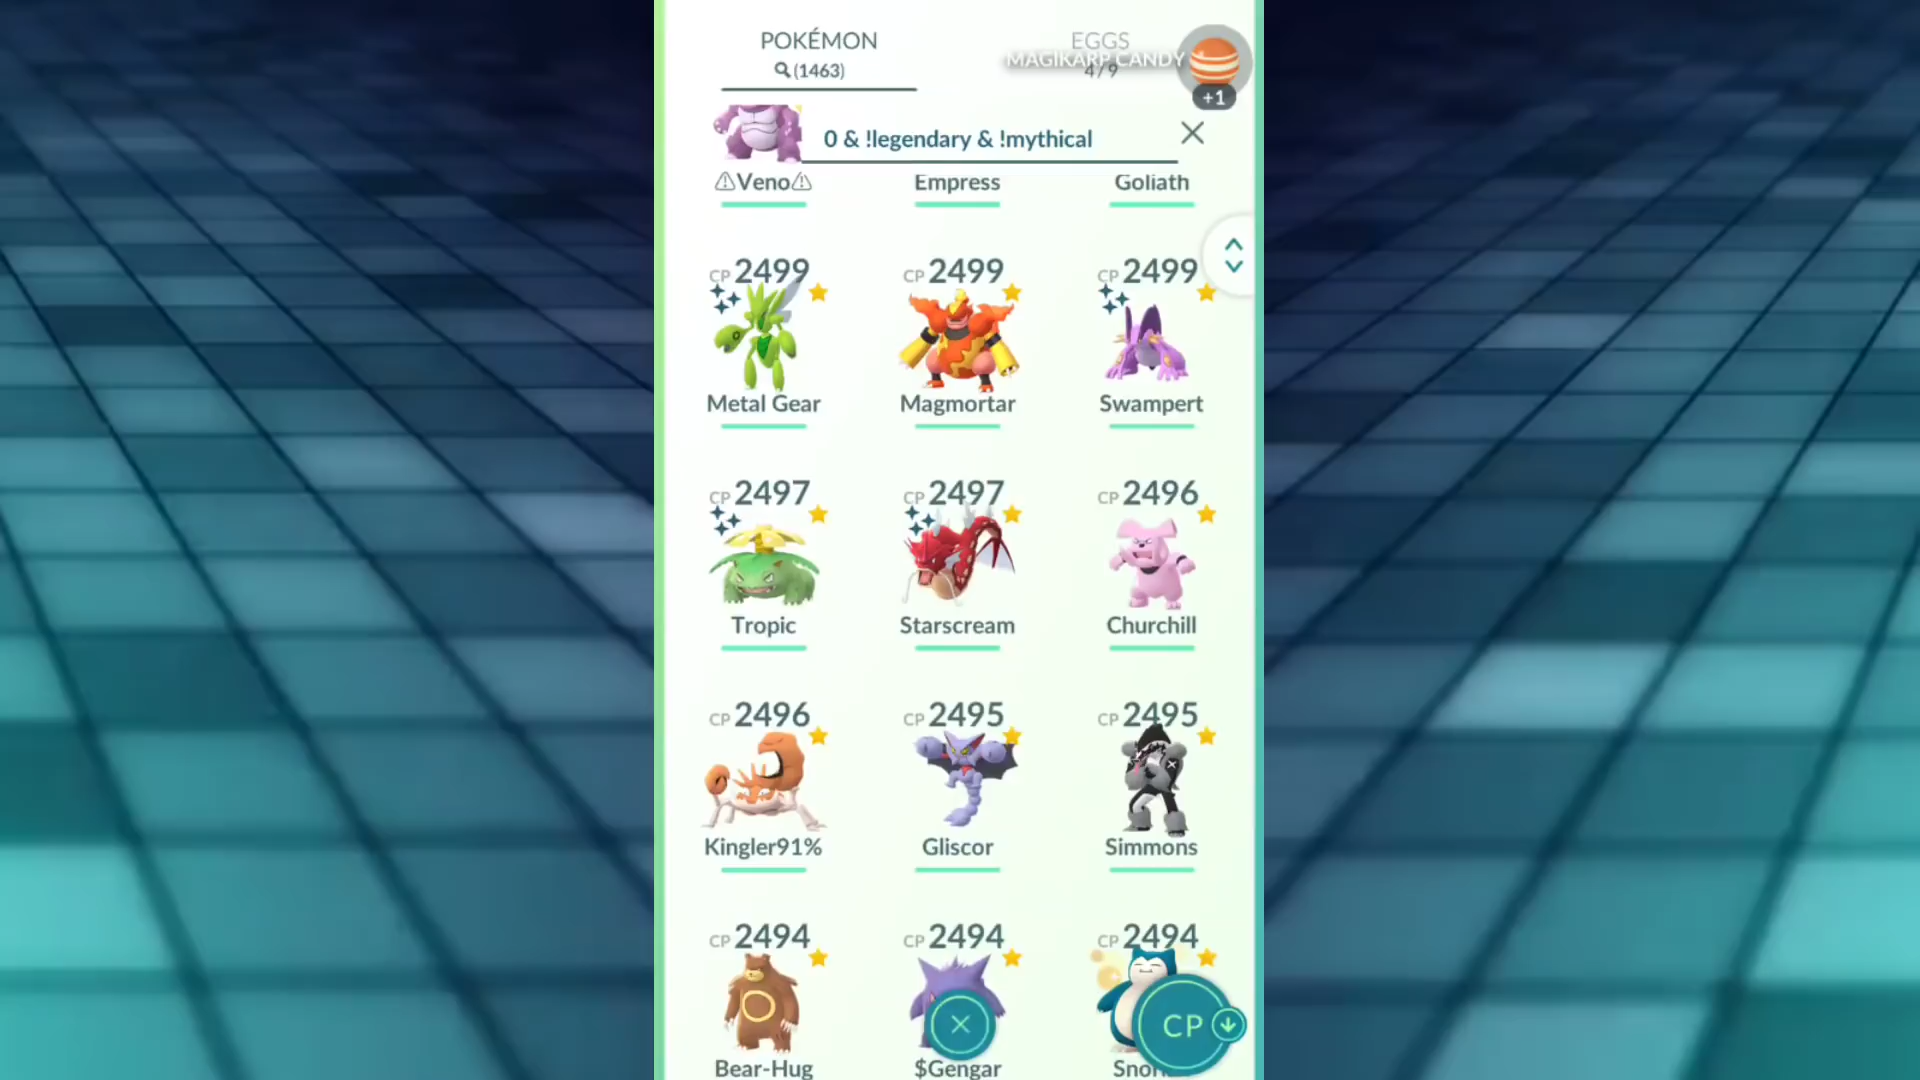 POKÉMON
(1463)
EGGS
4/9
MAGIKARP CANDY
+1
0 & !legendary & !mythical
⚠Veno⚠
Empress
Goliath
CP 2499
CP 2499
CP 2499
Metal Gear
Magmortar
Swampert
CP 2497
CP 2497
CP 2496
Tropic
Starscream
Churchill
CP 2496
CP 2495
CP 2495
Kingler91%
Gliscor
Simmons
CP 2494
CP 2494
CP 2494
Bear-Hug
$Gengar
CP